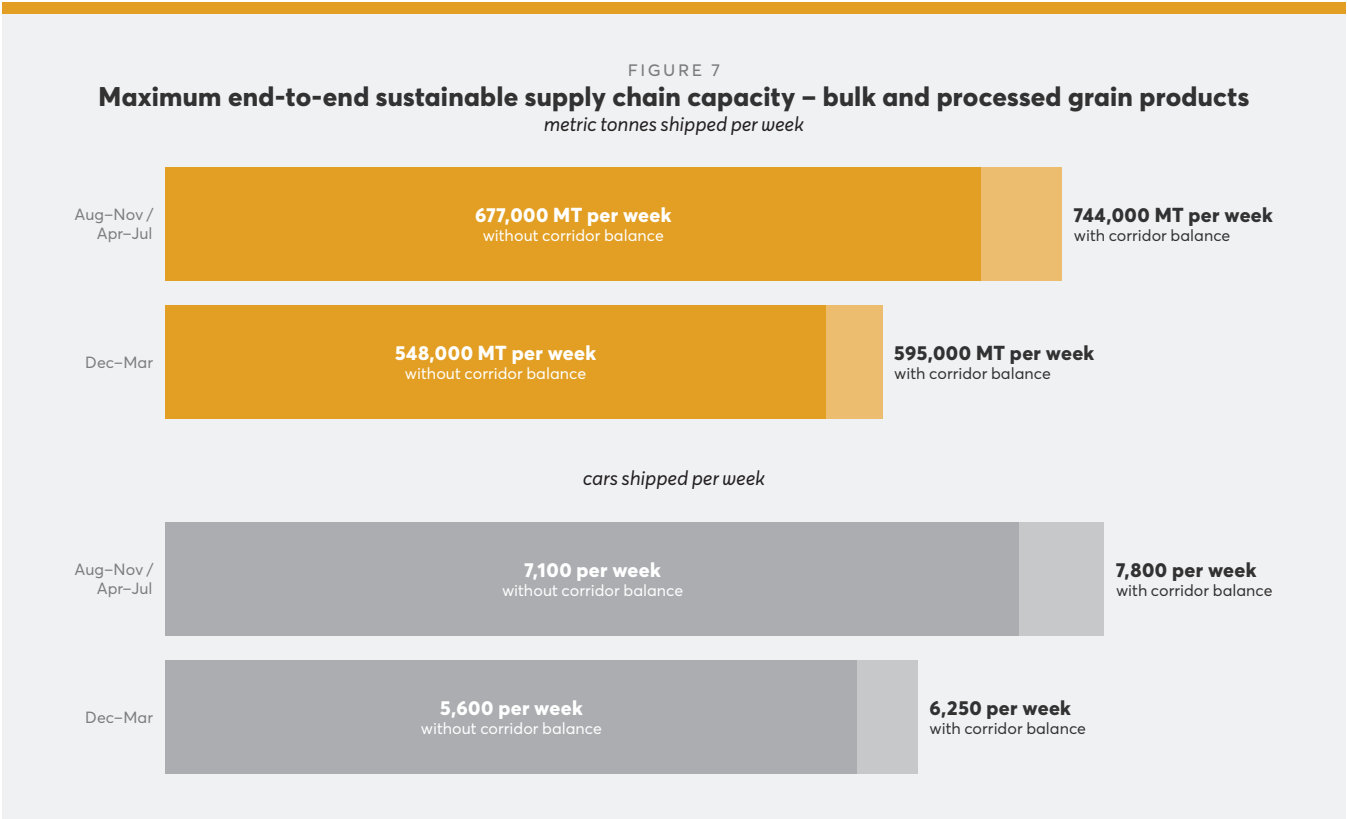 FIGURE 7
Maximum end-to-end sustainable supply chain capacity – bulk and processed grain products
metric tonnes shipped per week
Aug–Nov /
Apr–Jul
677,000 MT per week
without corridor balance
744,000 MT per week
with corridor balance
Dec–Mar
548,000 MT per week
without corridor balance
595,000 MT per week
with corridor balance
cars shipped per week
Aug–Nov /
Apr–Jul
7,100 per week
without corridor balance
7,800 per week
with corridor balance
Dec–Mar
5,600 per week
without corridor balance
6,250 per week
with corridor balance